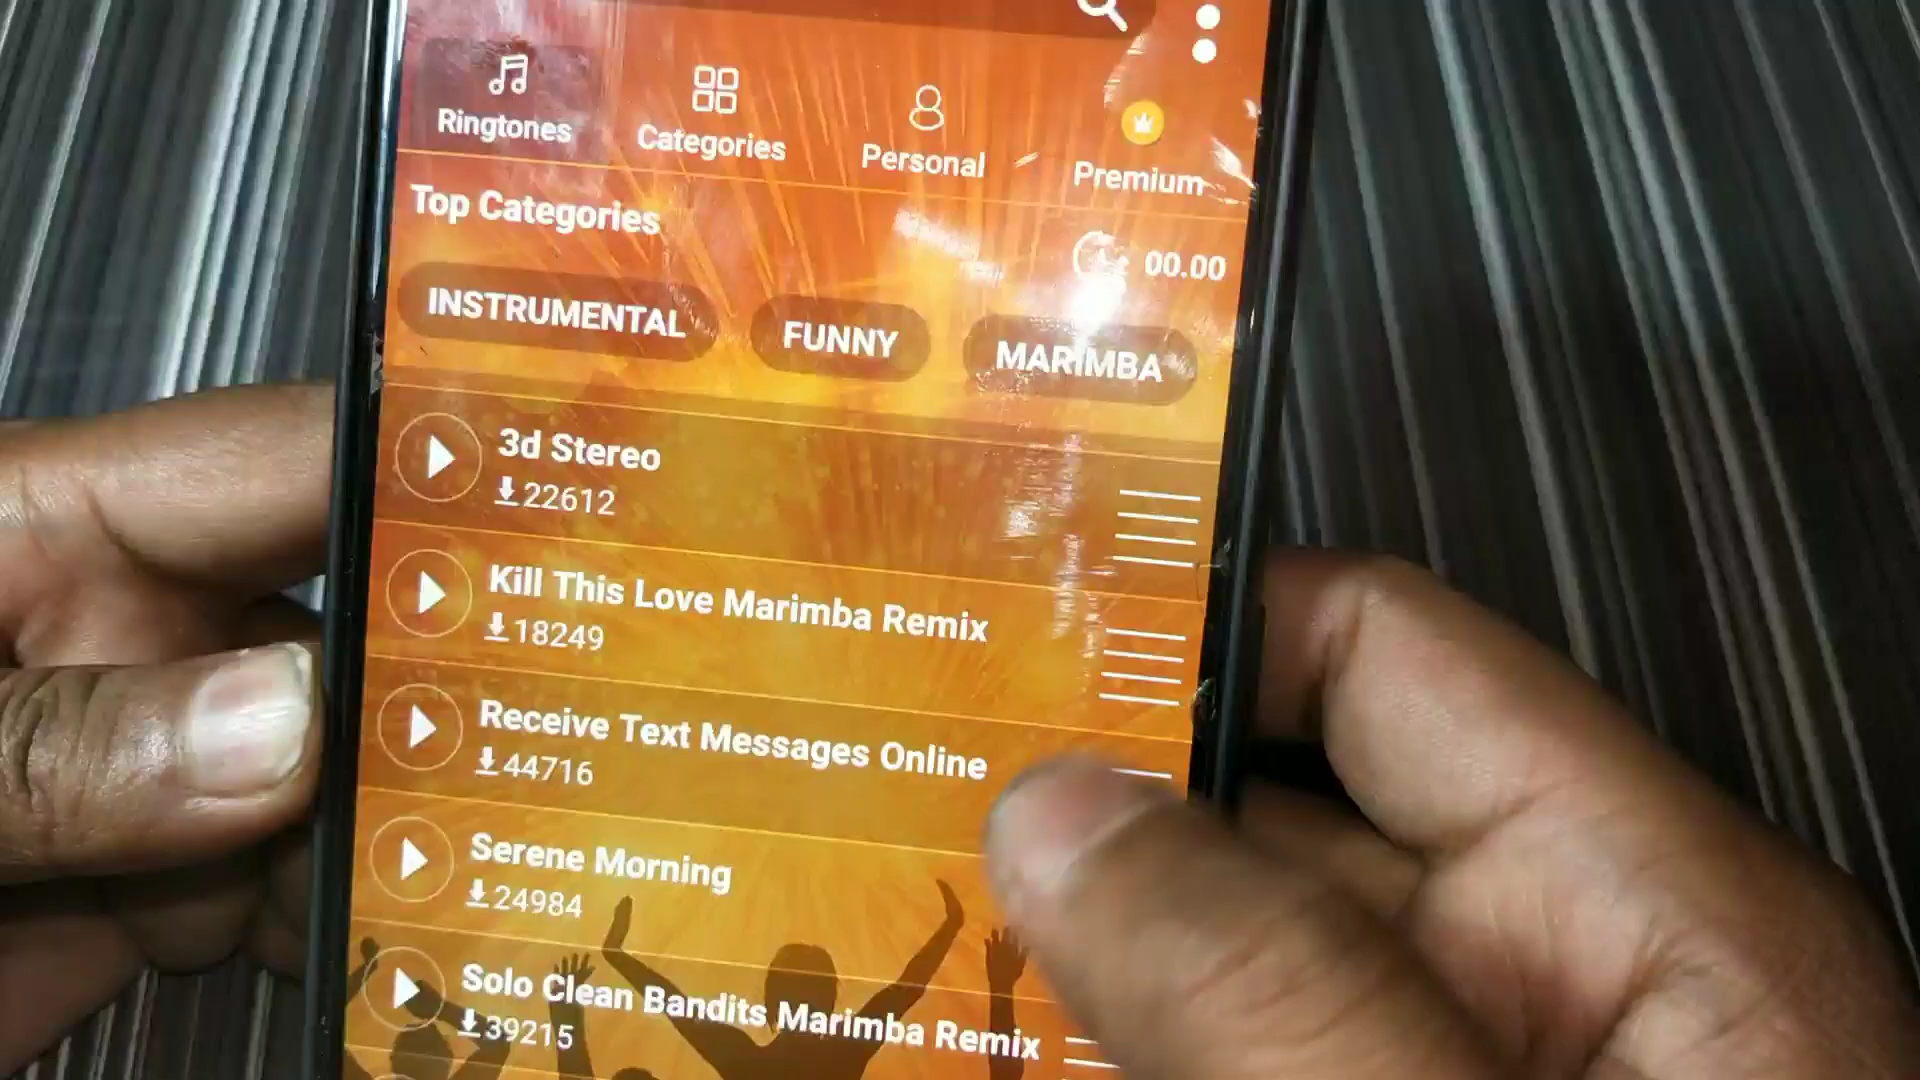 Ringtones
Categories
Personal
Premium
Top Categories
00.00
INSTRUMENTAL
FUNNY
MARIMBA
3d Stereo
22612
Kill This Love Marimba Remix
18249
Receive Text Messages Online
44716
Serene Morning
24984
Solo Clean Bandits Marimba Remix
39215